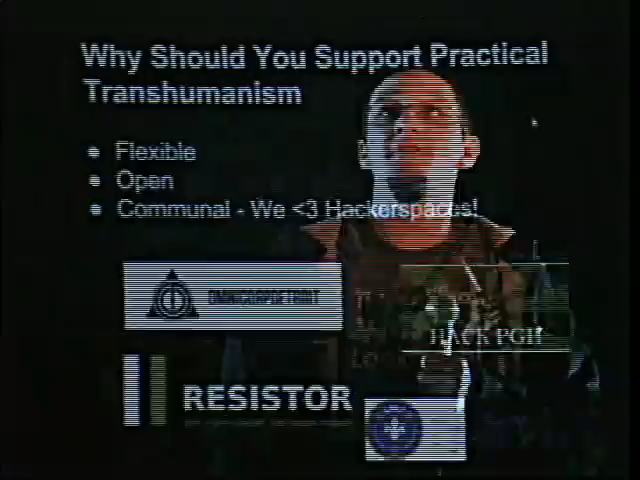 Why Should You Support Practical
Transhumanism
● Flexible
● Open
● Communal - We <3 Hackerspaces!
OMNICORPDETROIT
HACK PGH
RESISTOR